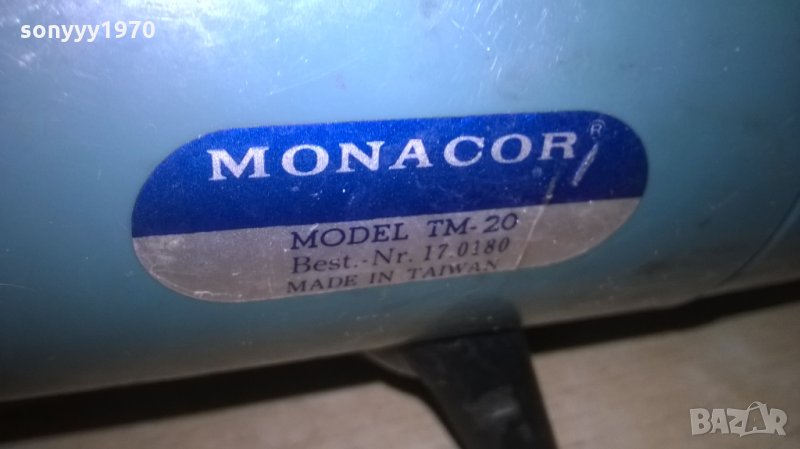 sonyyy1970
MONACOR®
MODEL TM-20
Best.-Nr. 17.0180
MADE IN TAIWAN
BAZAR